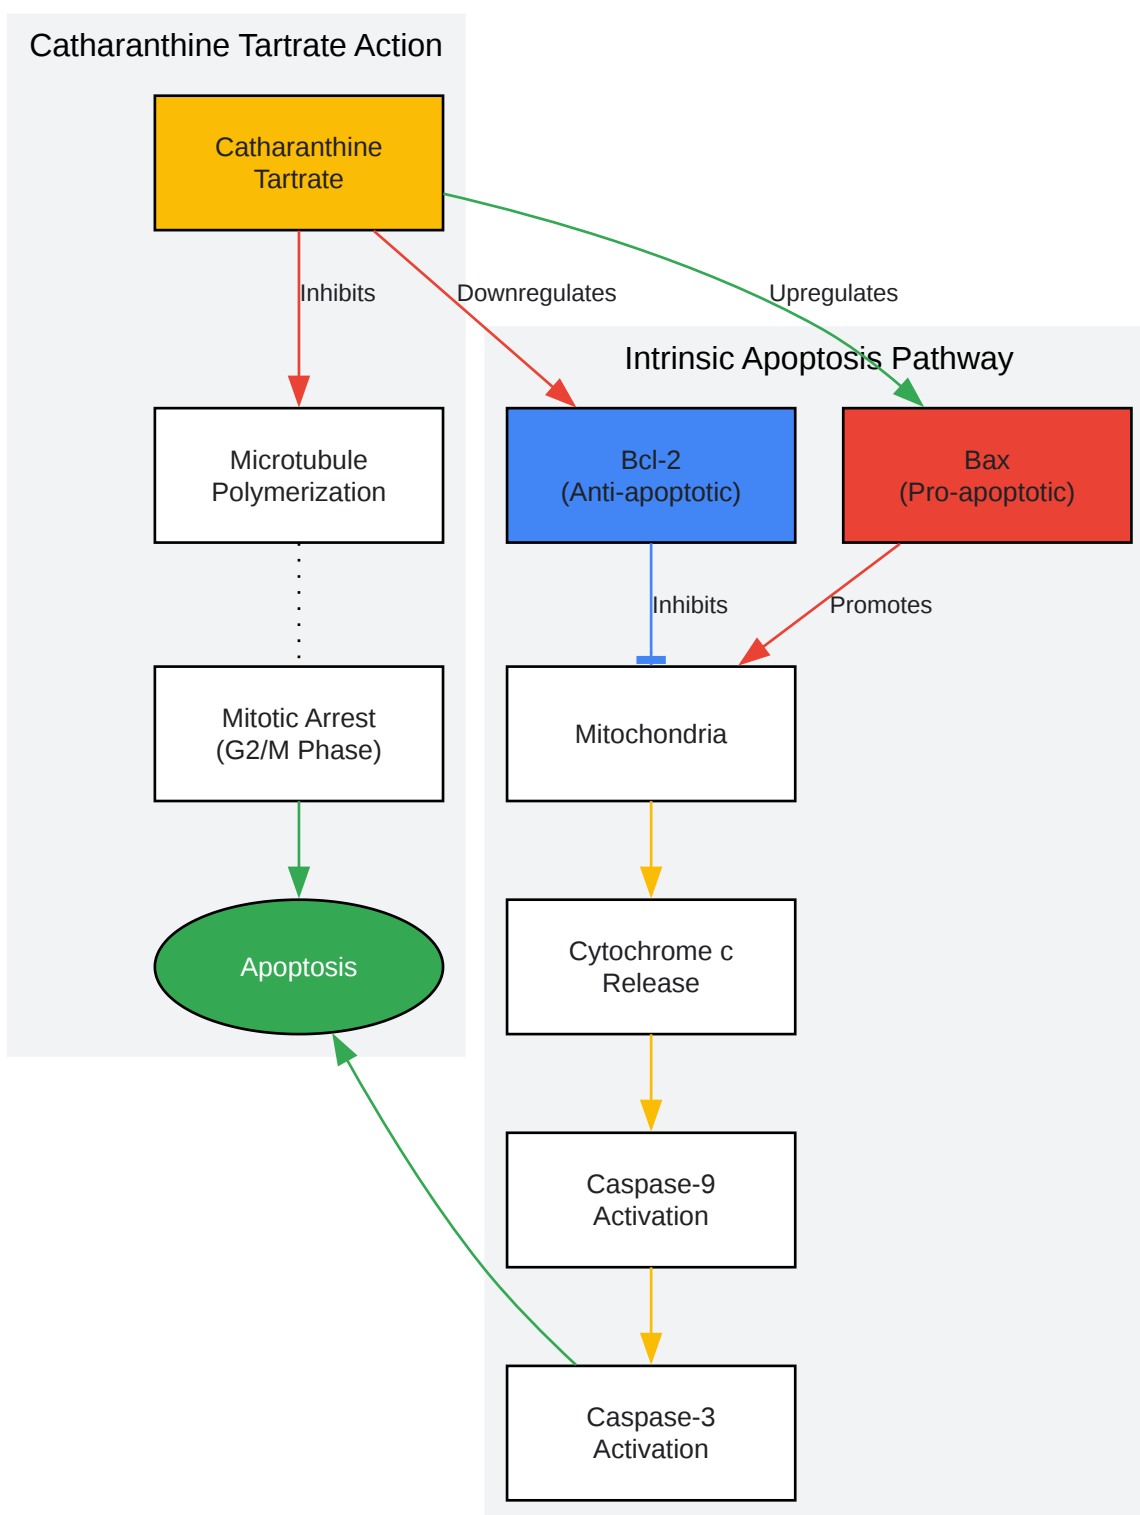 Catharanthine Tartrate Action
Catharanthine
Tartrate
Inhibits
Downregulates
Upregulates
Intrinsic Apoptosis Pathway
Microtubule
Polymerization
Bcl-2
(Anti-apoptotic)
Bax
(Pro-apoptotic)
Inhibits
Promotes
Mitotic Arrest
(G2/M Phase)
Mitochondria
Apoptosis
Cytochrome c
Release
Caspase-9
Activation
Caspase-3
Activation